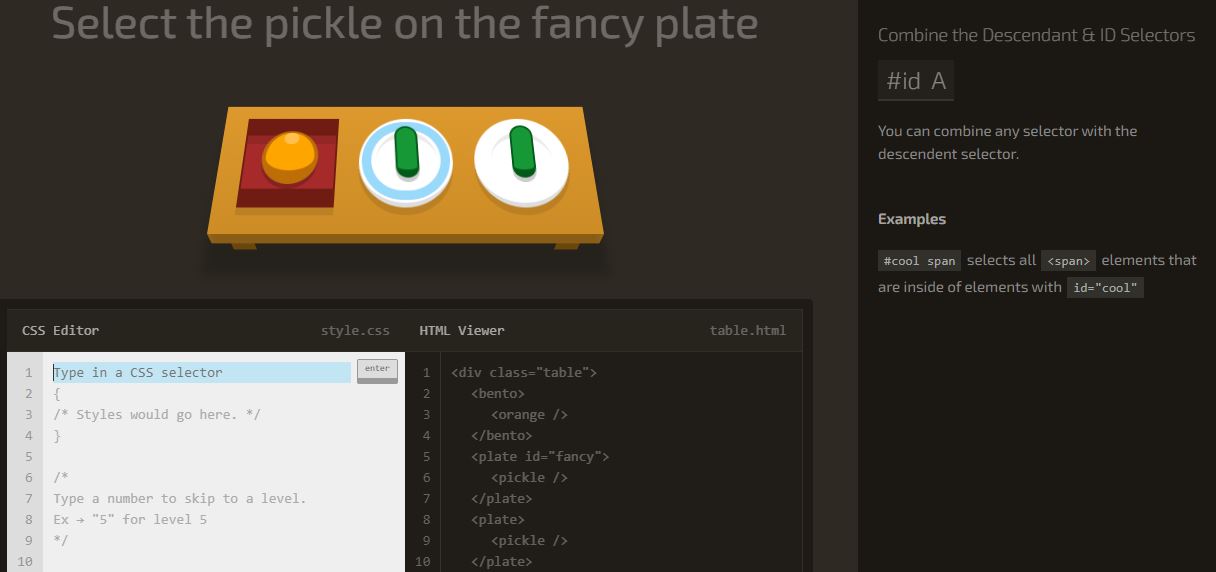 Select the pickle on the fancy plate
CSS Editor style.css
1 Type in a CSS selector enter
2 {
3 /* Styles would go here. */
4 }
5
6 /*
7 Type a number to skip to a level.
8 Ex → "5" for level 5
9 */
10
HTML Viewer table.html
1 <div class="table">
2 <bento>
3 <orange />
4 </bento>
5 <plate id="fancy">
6 <pickle />
7 </plate>
8 <plate>
9 <pickle />
10 </plate>
Combine the Descendant & ID Selectors
#id A
You can combine any selector with the
descendent selector.
Examples
#cool span selects all <span> elements that
are inside of elements with id="cool"